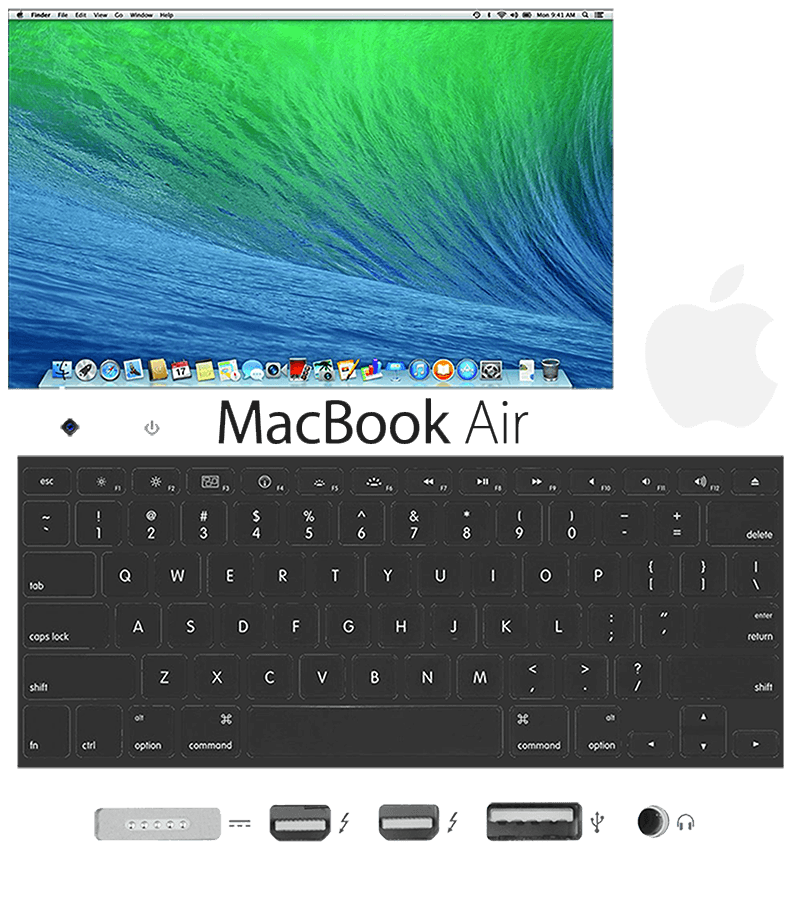 Finder File Edit View Go Window Help Mon 9:41 AM
17
MacBook Air
esc F1 F2 F3 F4 F5 F6 F7 F8 F9 F10 F11 F12
~ ! @ # $ % ^ & * ( ) – +
` 1 2 3 4 5 6 7 8 9 0 - = delete
tab Q W E R T Y U I O P { [ } ] | \
caps lock A S D F G H J K L : ; " ' enter return
shift Z X C V B N M < , > . ? / shift
fn ctrl alt option ⌘ command ⌘ command alt option